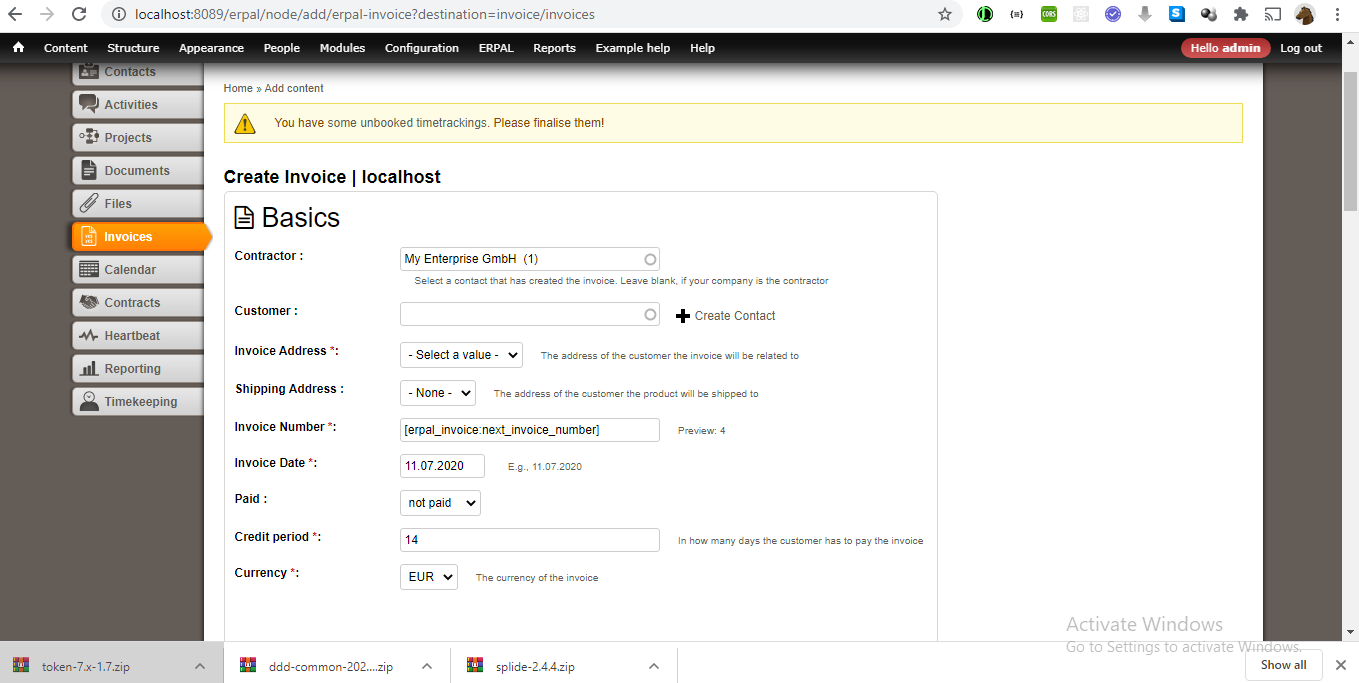 localhost:8089/erpal/node/add/erpal-invoice?destination=invoice/invoices
Content Structure Appearance People Modules Configuration ERPAL Reports Example help Help Hello admin Log out
Contacts
Activities
Projects
Documents
Files
Invoices
Calendar
Contracts
Heartbeat
Reporting
Timekeeping
Home » Add content
You have some unbooked timetrackings. Please finalise them!
Create Invoice | localhost
Basics
Contractor :
My Enterprise GmbH (1)
Select a contact that has created the invoice. Leave blank, if your company is the contractor
Customer :
Create Contact
Invoice Address *:
- Select a value -
The address of the customer the invoice will be related to
Shipping Address :
- None -
The address of the customer the product will be shipped to
Invoice Number *:
[erpal_invoice:next_invoice_number]
Preview: 4
Invoice Date *:
11.07.2020
E.g., 11.07.2020
Paid :
not paid
Credit period *:
14
In how many days the customer has to pay the invoice
Currency *:
EUR
The currency of the invoice
Activate Windows
Go to Settings to activate Windows.
token-7.x-1.7.zip
ddd-common-202....zip
splide-2.4.4.zip
Show all